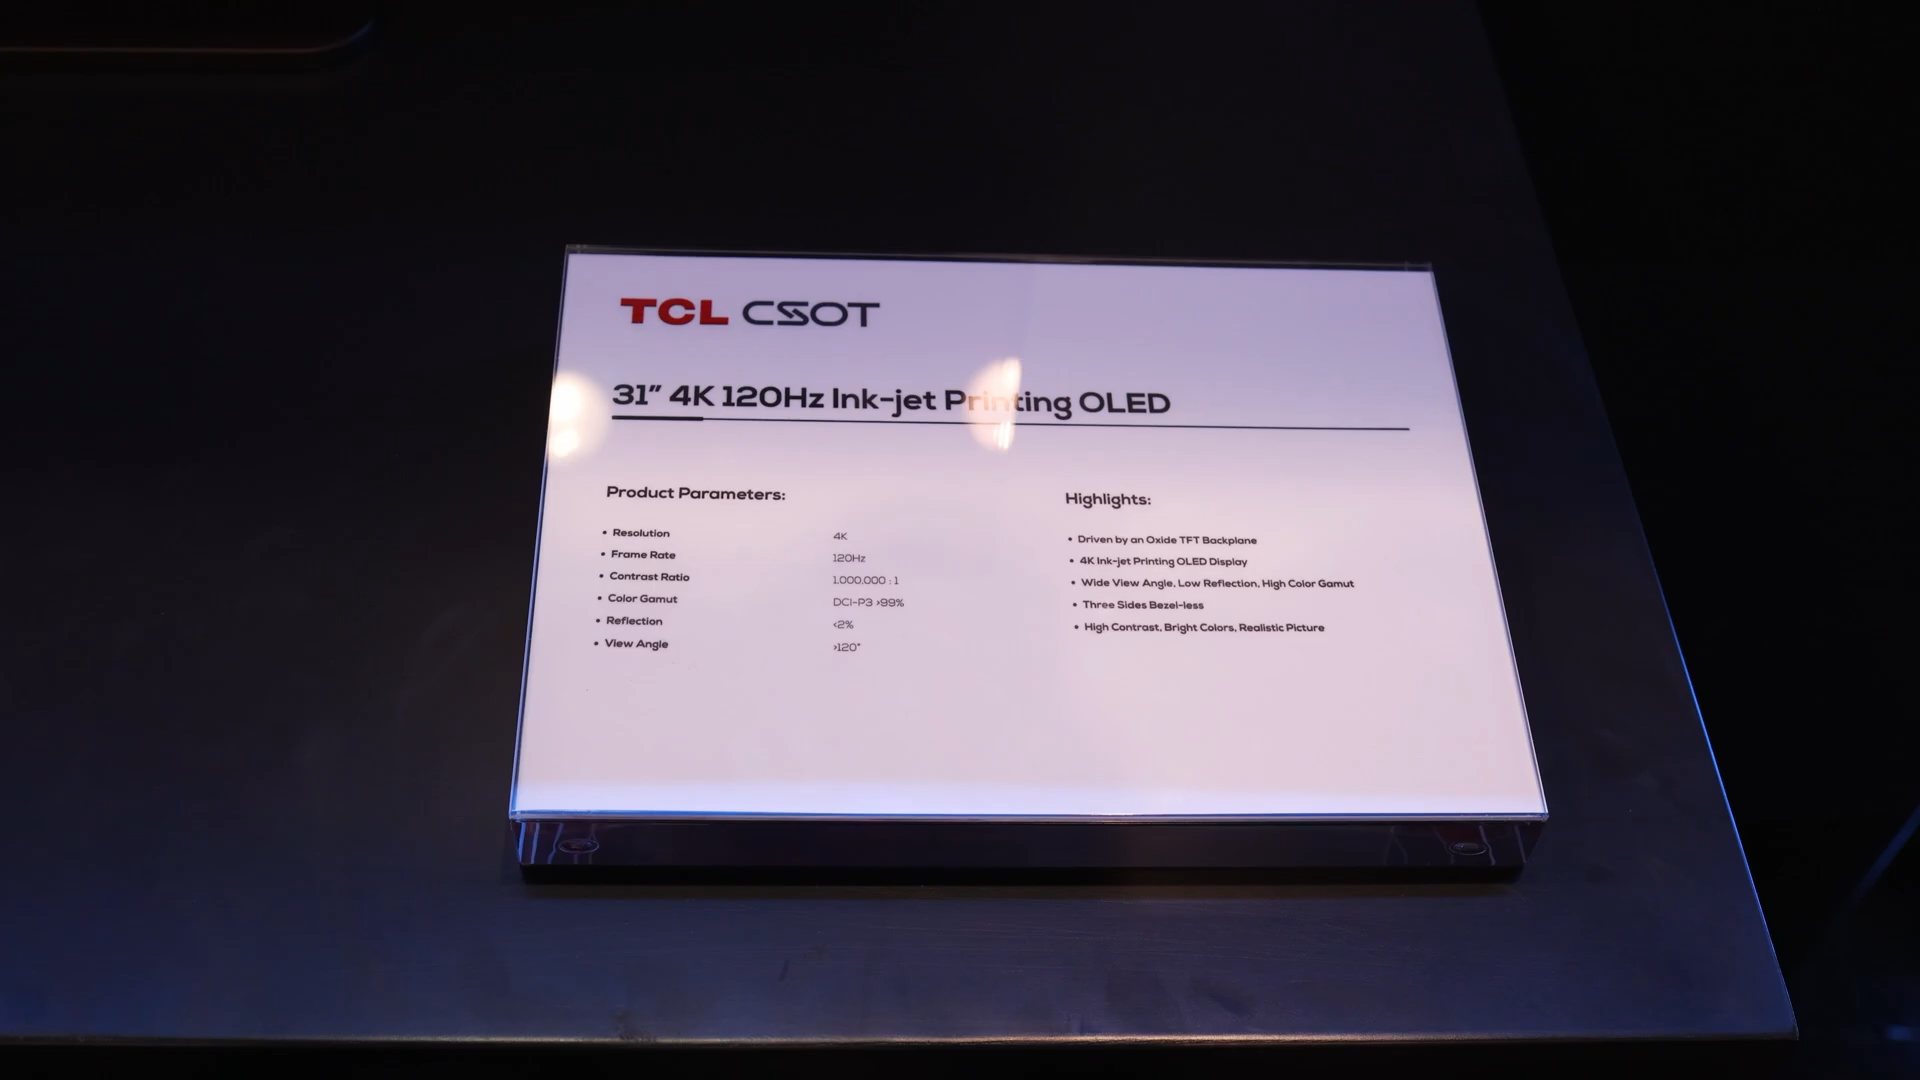 TCL CSOT
31" 4K 120Hz Ink-jet Printing OLED
Product Parameters:
• Resolution 4K
• Frame Rate 120Hz
• Contrast Ratio 1,000,000 : 1
• Color Gamut DCI-P3 >99%
• Reflection <2%
• View Angle >120°
Highlights:
• Driven by an Oxide TFT Backplane
• 4K Ink-jet Printing OLED Display
• Wide View Angle, Low Reflection, High Color Gamut
• Three Sides Bezel-less
• High Contrast, Bright Colors, Realistic Picture